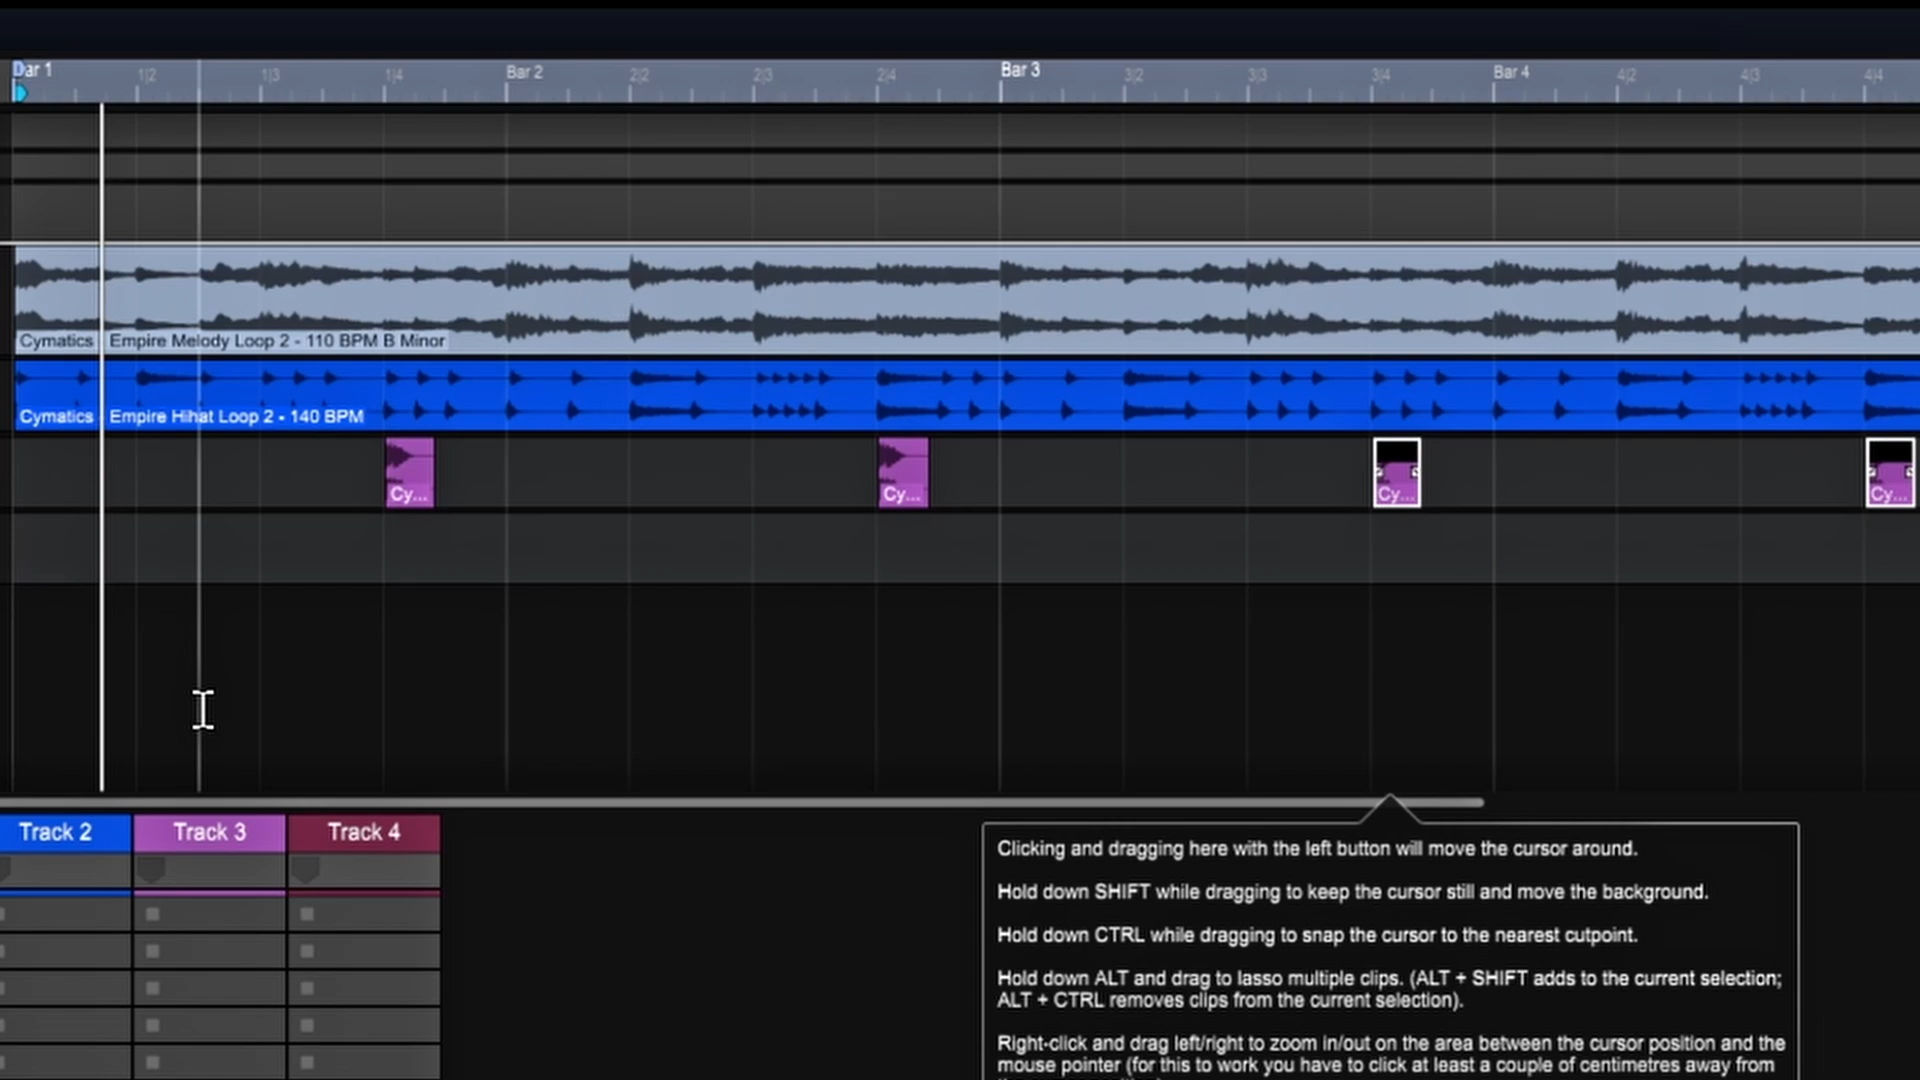 Bar 1 1|2 1|3 1|4 Bar 2 2|2 2|3 2|4 Bar 3 3|2 3|3 3|4 Bar 4 4|2 4|3 4|4
Cymatics Empire Melody Loop 2 - 110 BPM B Minor
Cymatics Empire Hihat Loop 2 - 140 BPM
Cy... Cy... Cy... Cy...
Track 2 Track 3 Track 4
Clicking and dragging here with the left button will move the cursor around.
Hold down SHIFT while dragging to keep the cursor still and move the background.
Hold down CTRL while dragging to snap the cursor to the nearest cutpoint.
Hold down ALT and drag to lasso multiple clips. (ALT + SHIFT adds to the current selection;
ALT + CTRL removes clips from the current selection).
Right-click and drag left/right to zoom in/out on the area between the cursor position and the
mouse pointer (for this to work you have to click at least a couple of centimetres away from